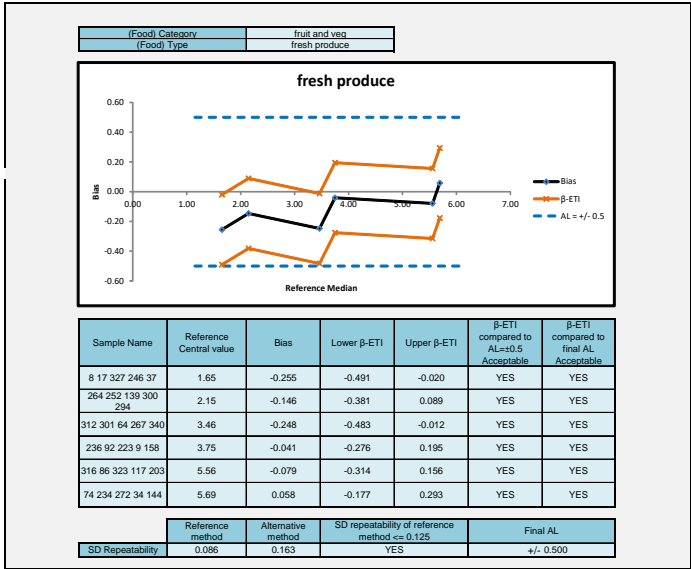 (Food) Category fruit and veg
(Food) Type fresh produce
fresh produce
0.60
0.40
0.20
0.00
-0.20
-0.40
-0.60
Bias
0.00 1.00 2.00 3.00 4.00 5.00 6.00 7.00
Reference Median
Bias
β-ETI
AL = +/- 0.5
Sample Name Reference Central value Bias Lower β-ETI Upper β-ETI β-ETI compared to AL=±0.5 Acceptable β-ETI compared to final AL Acceptable
8 17 327 246 37 1.65 -0.255 -0.491 -0.020 YES YES
264 252 139 300 294 2.15 -0.146 -0.381 0.089 YES YES
312 301 64 267 340 3.46 -0.248 -0.483 -0.012 YES YES
236 92 223 9 158 3.75 -0.041 -0.276 0.195 YES YES
316 86 323 117 203 5.56 -0.079 -0.314 0.156 YES YES
74 234 272 34 144 5.69 0.058 -0.177 0.293 YES YES
Reference method Alternative method SD repeatability of reference method <= 0.125 Final AL
SD Repeatability 0.086 0.163 YES +/- 0.500